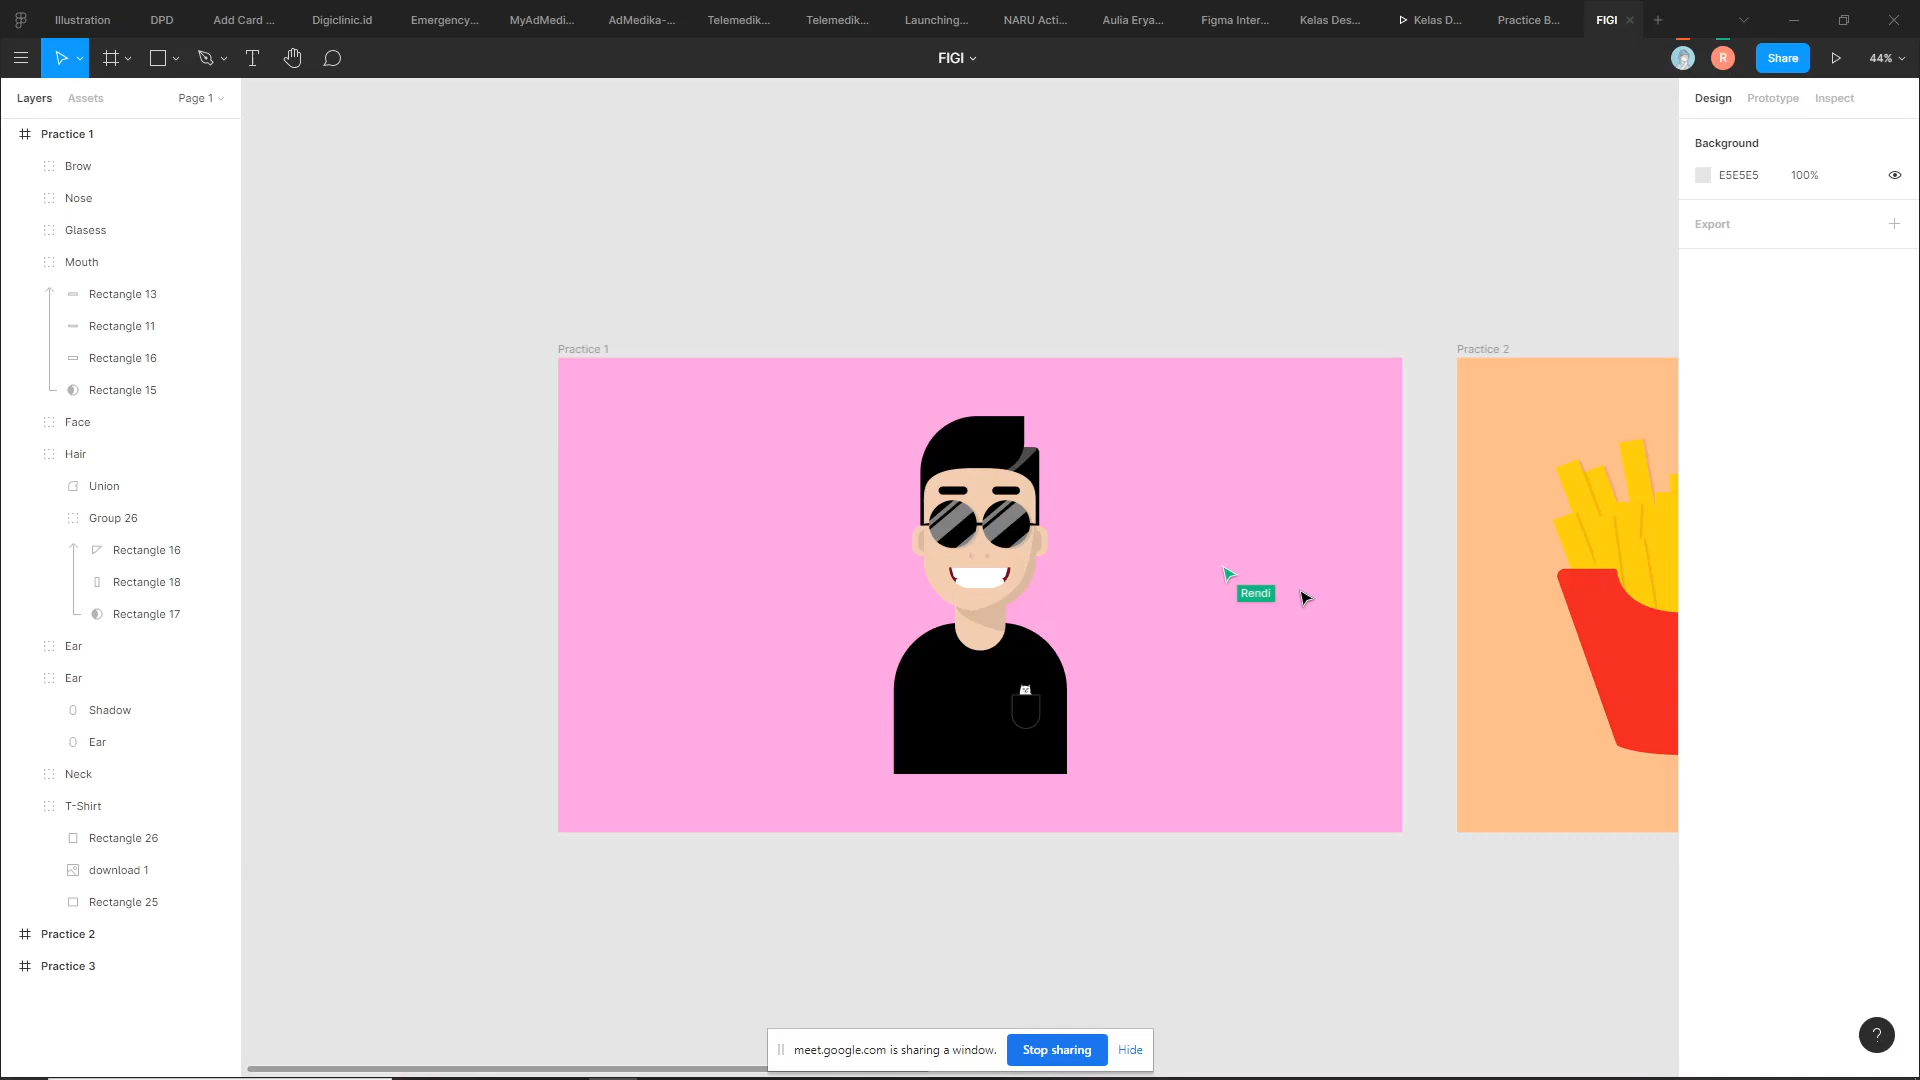 Illustration DPD Add Card ... Digiclinic.id Emergency... MyAdMedi... AdMedika-... Telemedik... Telemedik... Launching... NARU Acti... Aulia Erya... Figma Inter... Kelas Des... Kelas D... Practice B... FIGI
FIGI
R
Share
44%
Layers Assets Page 1
Practice 1
Brow
Nose
Glasess
Mouth
Rectangle 13
Rectangle 11
Rectangle 16
Rectangle 15
Face
Hair
Union
Group 26
Rectangle 16
Rectangle 18
Rectangle 17
Ear
Ear
Shadow
Ear
Neck
T-Shirt
Rectangle 26
download 1
Rectangle 25
Practice 2
Practice 3
Practice 1
Practice 2
Rendi
Design Prototype Inspect
Background
E5E5E5 100%
Export
meet.google.com is sharing a window. Stop sharing Hide
?